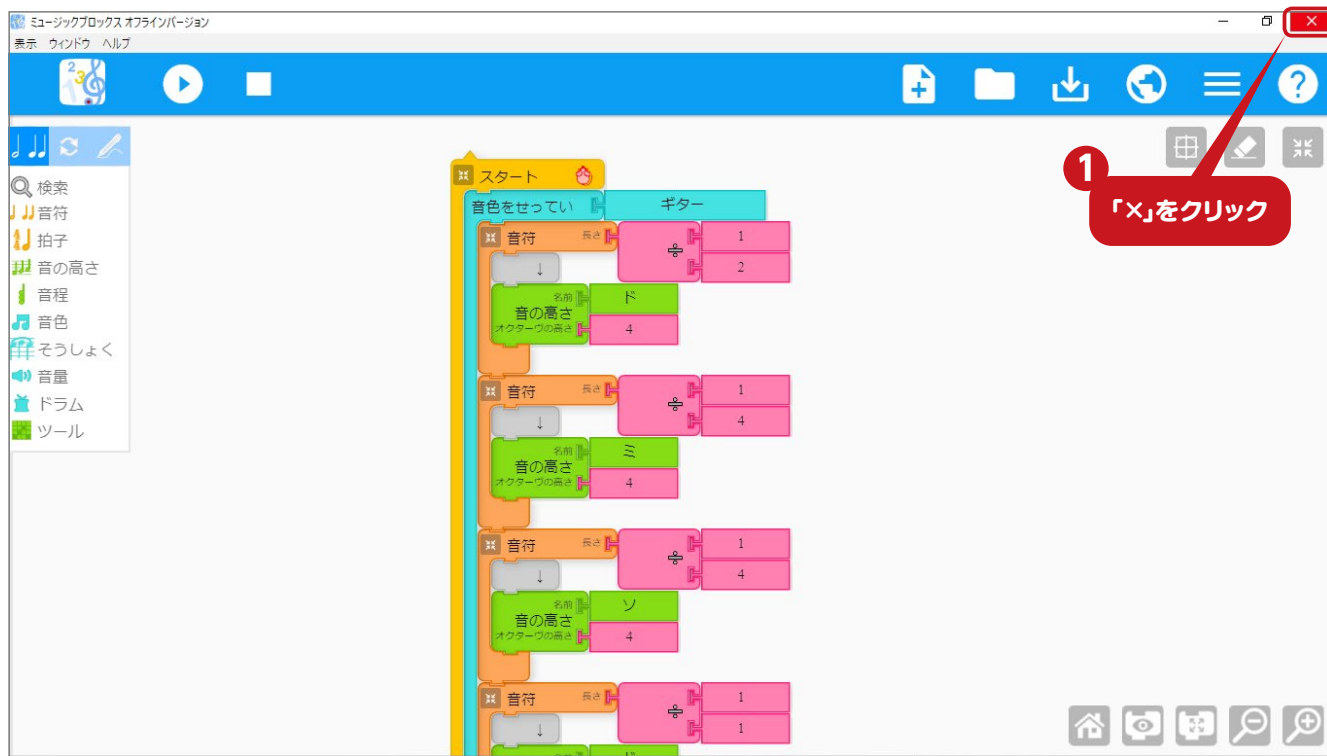 ミュージックブロックス オフラインバージョン
表示 ウィンドウ ヘルプ
検索
音符
拍子
音の高さ
音程
音色
そうしょく
音量
ドラム
ツール
スタート
音色をせってい ギター
音符 長さ ÷ 1
↓ 2
名前 ド
音の高さ
オクターヴの高さ 4
音符 長さ ÷ 1
↓ 4
名前 ミ
音の高さ
オクターヴの高さ 4
音符 長さ ÷ 1
↓ 4
名前 ソ
音の高さ
オクターヴの高さ 4
音符 長さ ÷ 1
↓ 1
1
「×」をクリック